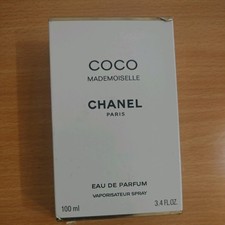 COCO
MADEMOISELLE
CHANEL
PARIS
EAU DE PARFUM
VAPORISATEUR SPRAY
100 ml 3.4 FL.OZ.